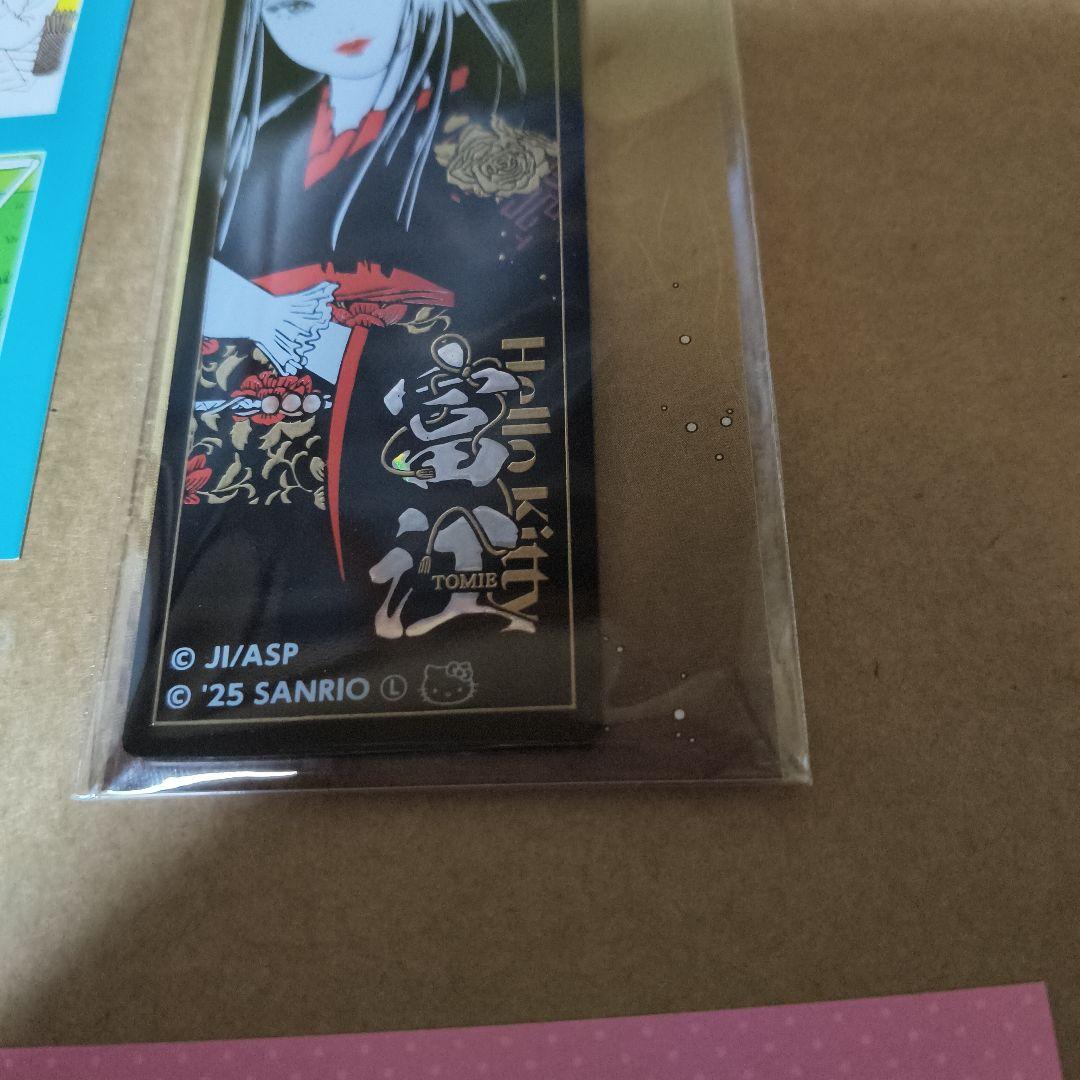 Hello kitty
富江
TOMIE
© JI/ASP
© '25 SANRIO Ⓛ